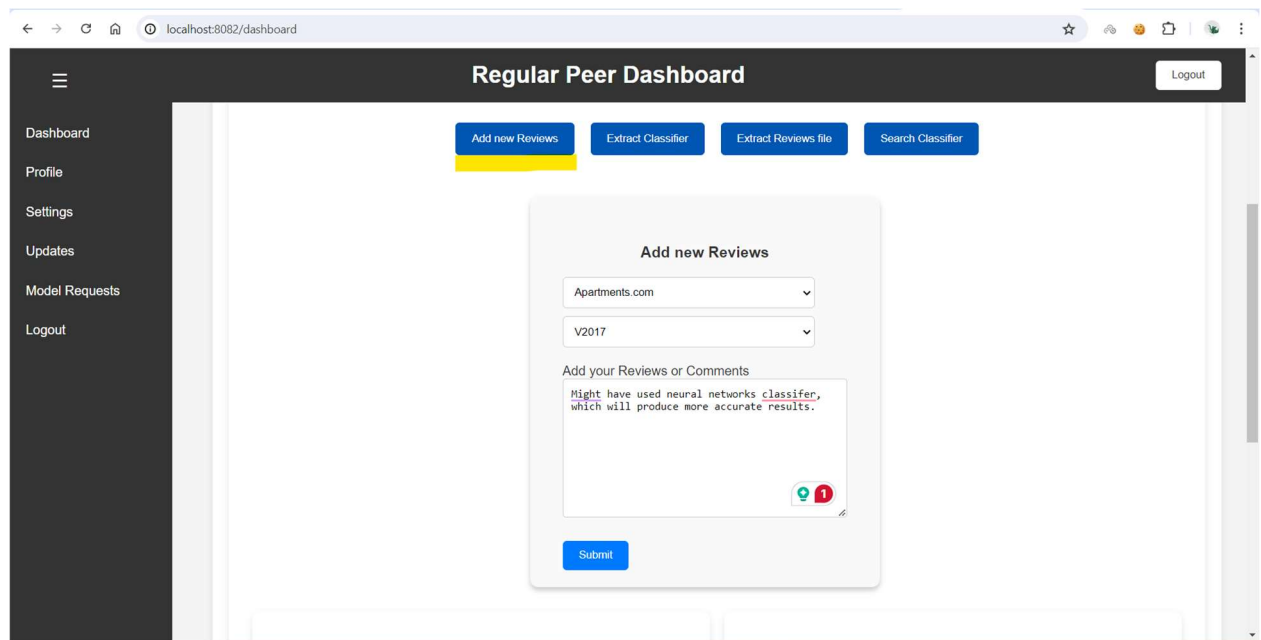 localhost:8082/dashboard
Regular Peer Dashboard
Logout
Dashboard
Profile
Settings
Updates
Model Requests
Logout
Add new Reviews
Extract Classifier
Extract Reviews file
Search Classifier
Add new Reviews
Apartments.com
V2017
Add your Reviews or Comments
Might have used neural networks classifer,
which will produce more accurate results.
1
Submit